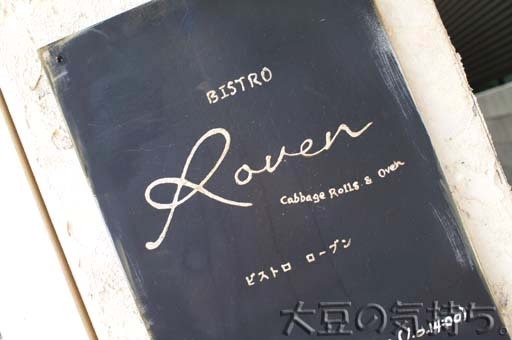 BISTRO
Roven
Cabbage Rolls & Oven
ビストロ ローブン
大豆の気持ち。